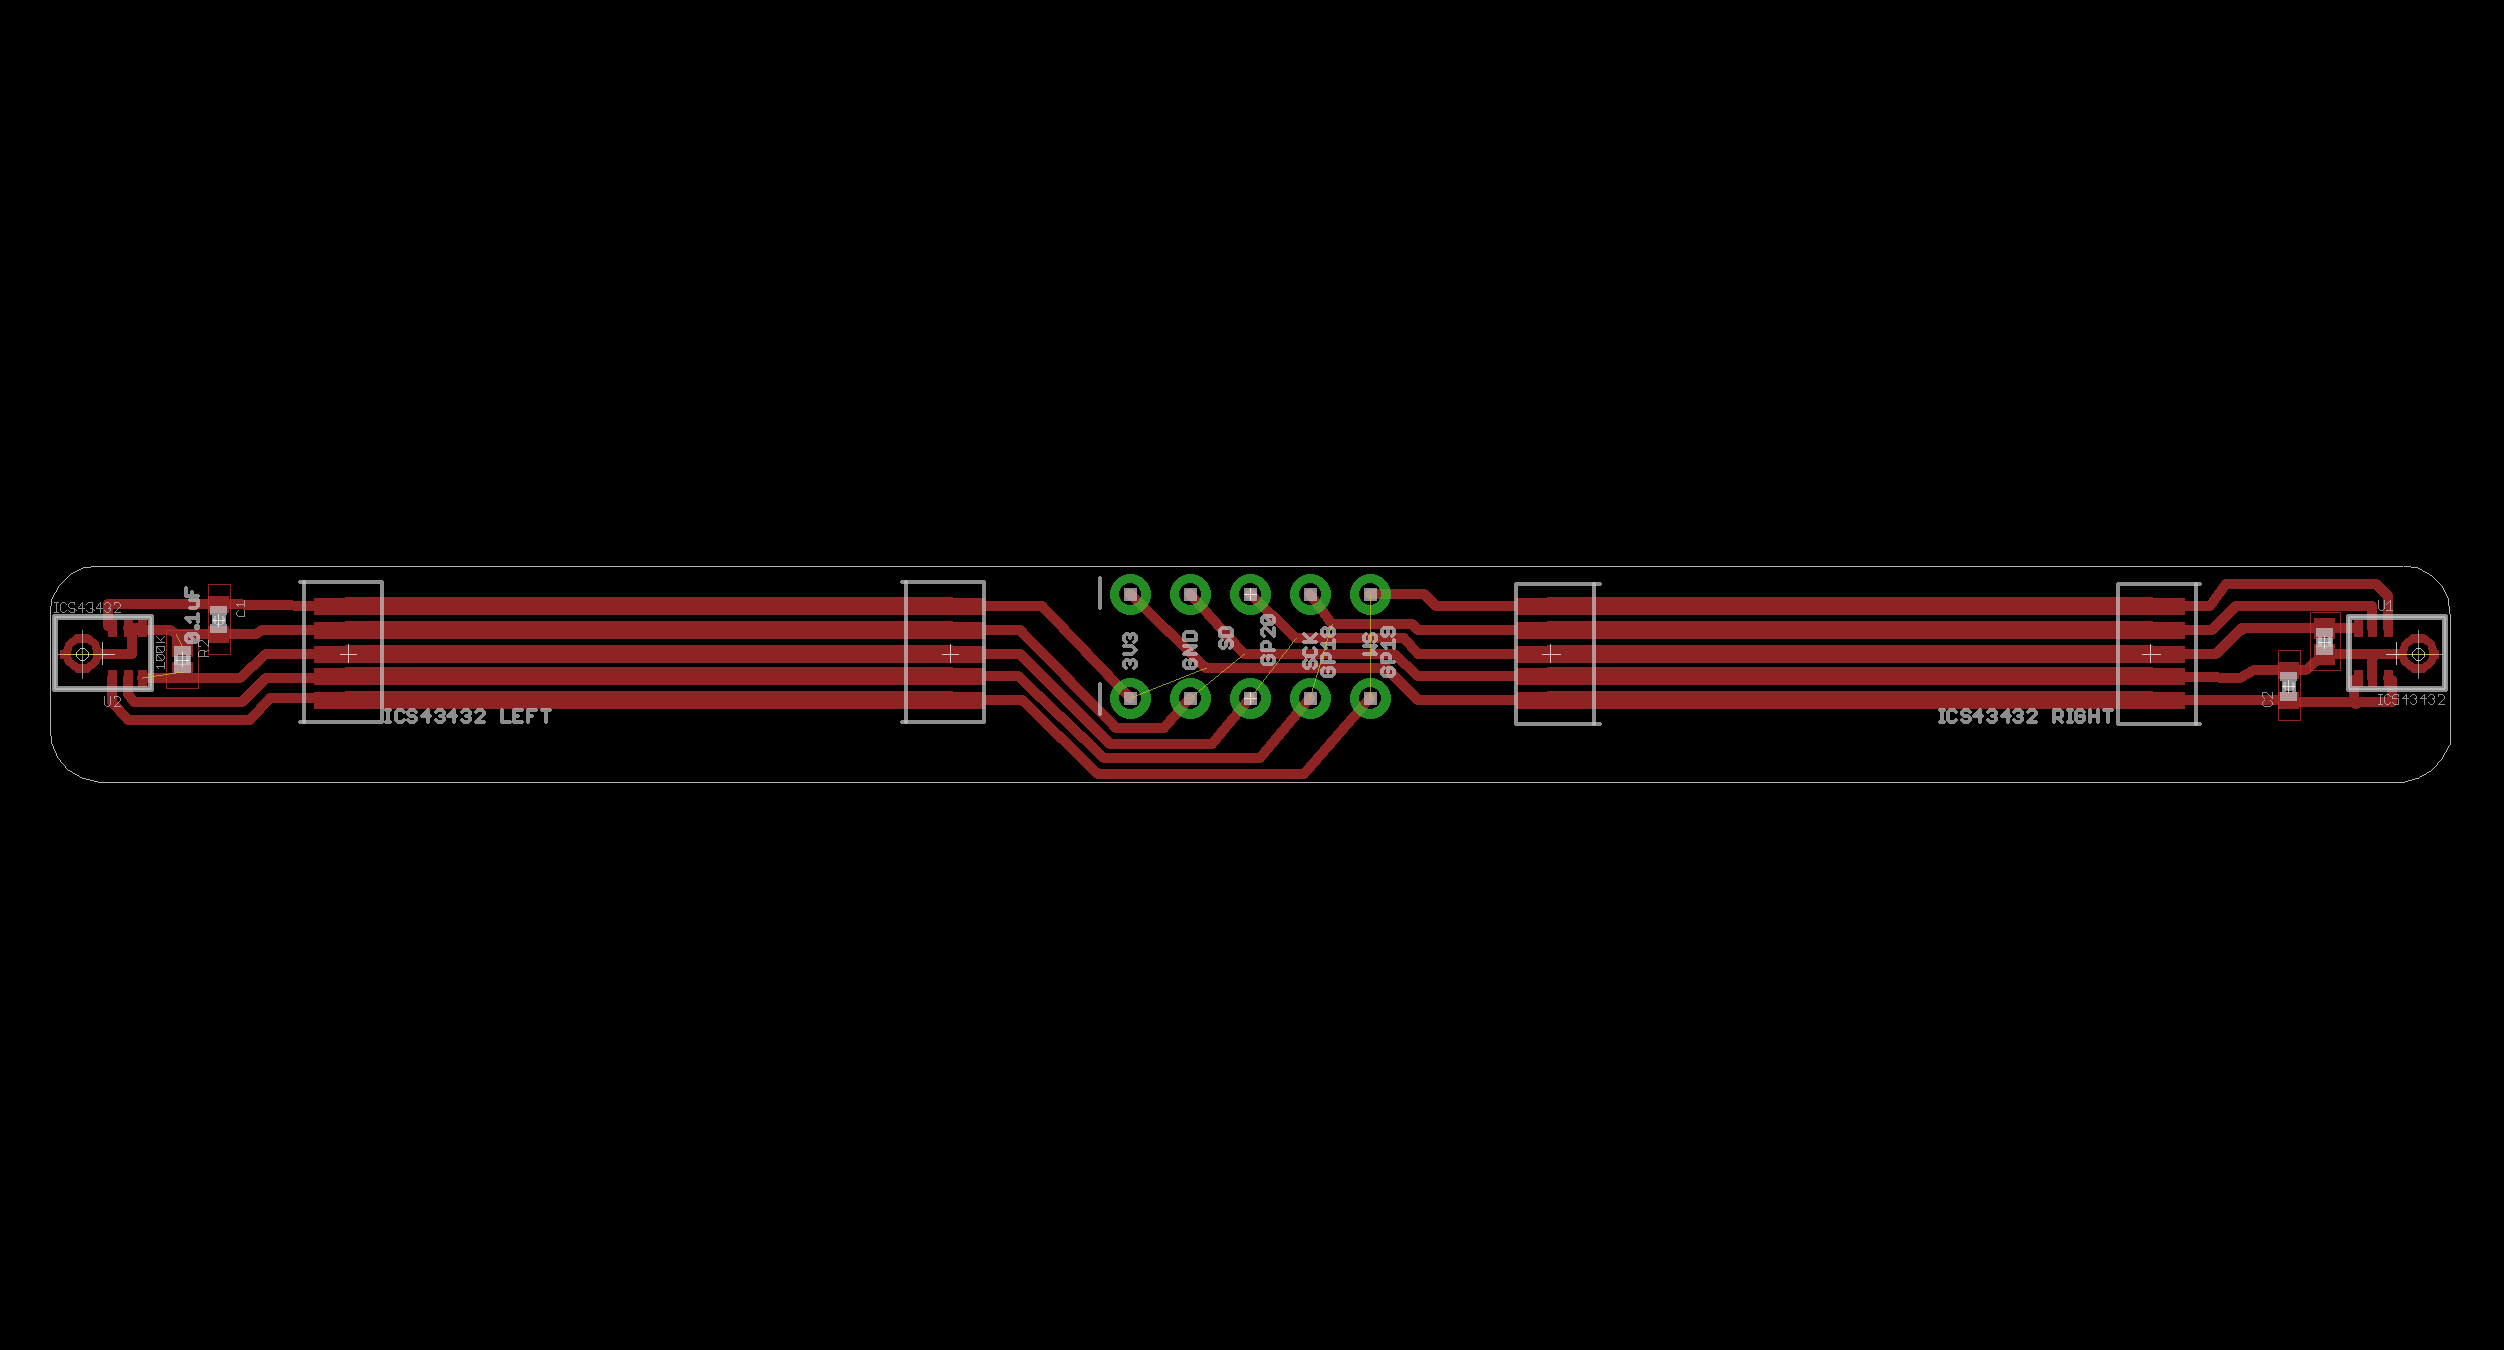 ICS43432
0.1uF
C1
100K
R2
U2
ICS43432 LEFT
3V3
GND
SD
GP20
SCK
GP18
WS
GP19
ICS43432 RIGHT
U1
C2
ICS43432